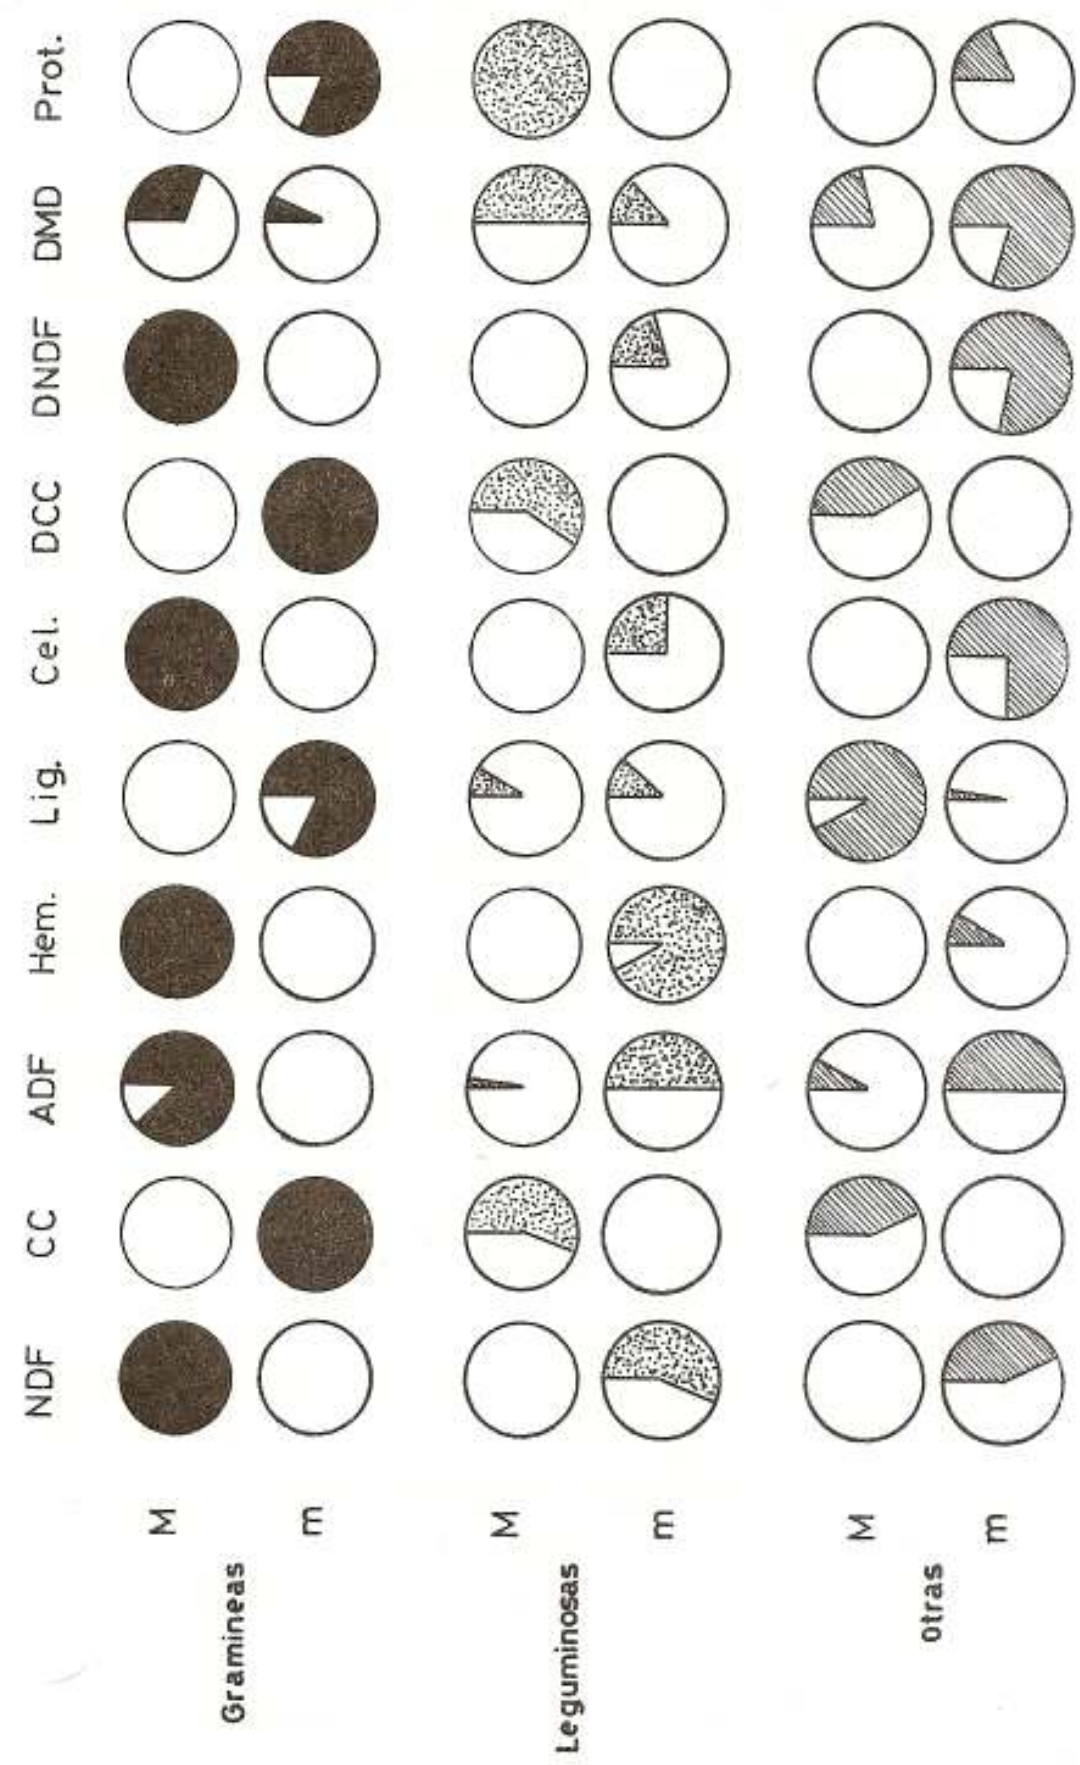 NDF CC ADF Hem. Lig. Cel. DCC DNDF DMD Prot.
M
Gramineas
m
M
Leguminosas
m
M
Otras
m